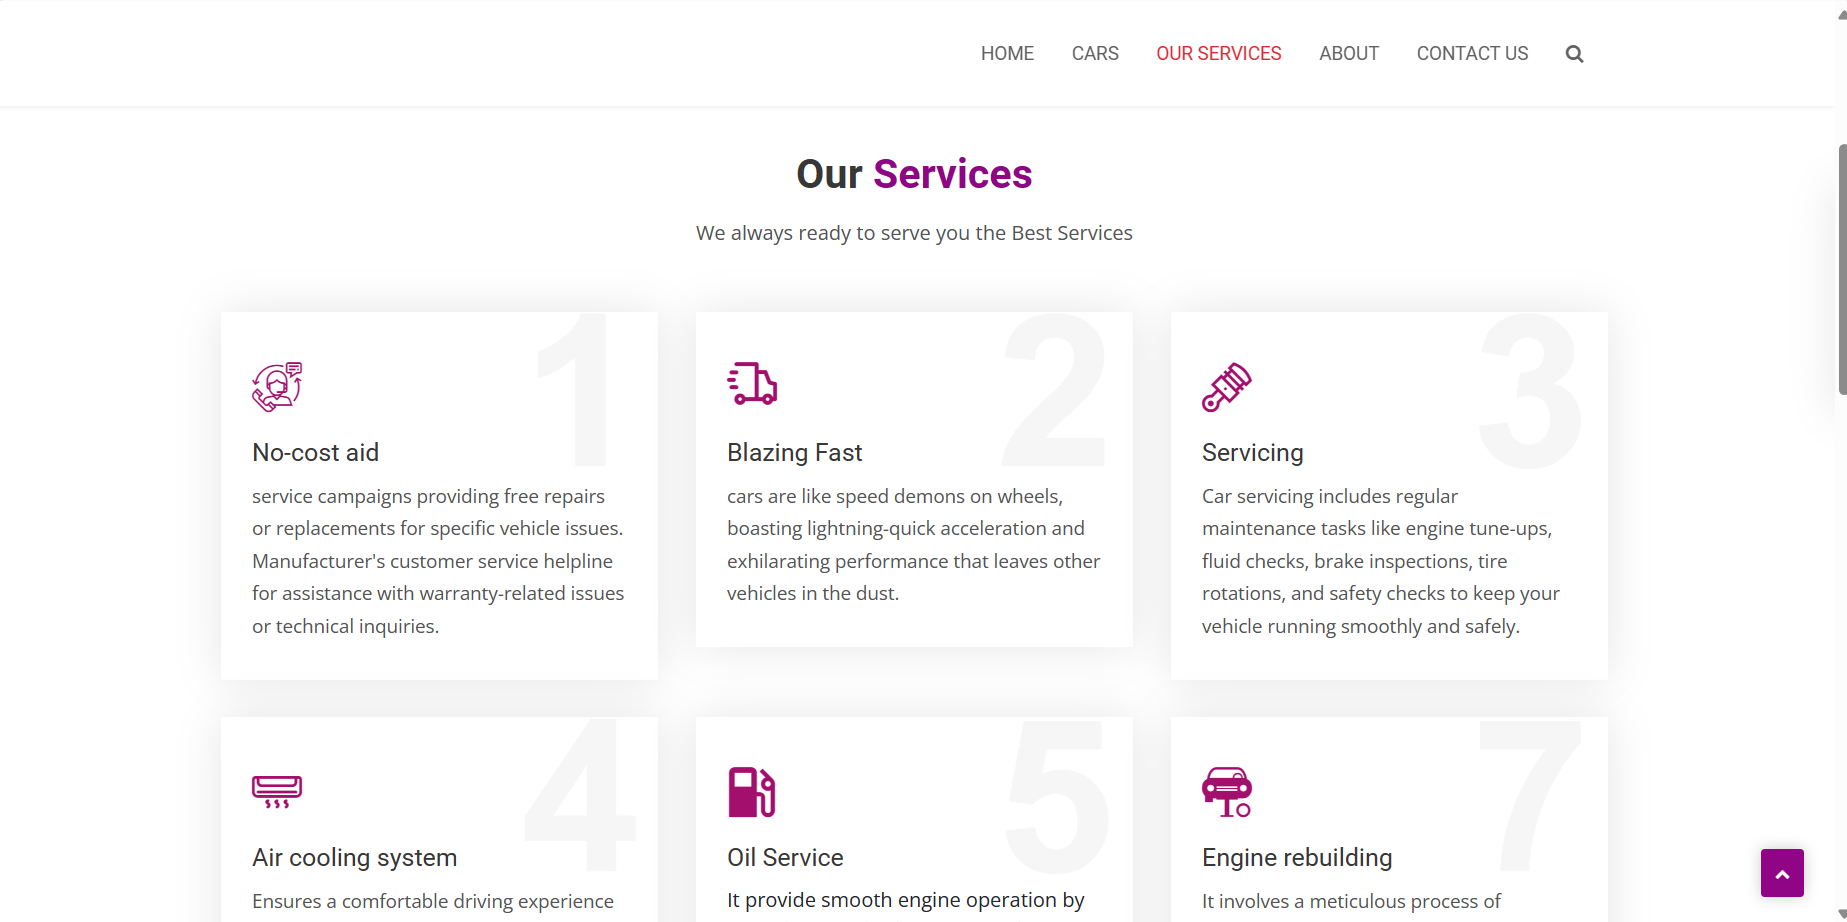 HOME CARS OUR SERVICES ABOUT CONTACT US
Our Services
We always ready to serve you the Best Services
1
No-cost aid
service campaigns providing free repairs
or replacements for specific vehicle issues.
Manufacturer's customer service helpline
for assistance with warranty-related issues
or technical inquiries.
2
Blazing Fast
cars are like speed demons on wheels,
boasting lightning-quick acceleration and
exhilarating performance that leaves other
vehicles in the dust.
3
Servicing
Car servicing includes regular
maintenance tasks like engine tune-ups,
fluid checks, brake inspections, tire
rotations, and safety checks to keep your
vehicle running smoothly and safely.
4
Air cooling system
Ensures a comfortable driving experience
5
Oil Service
It provide smooth engine operation by
7
Engine rebuilding
It involves a meticulous process of